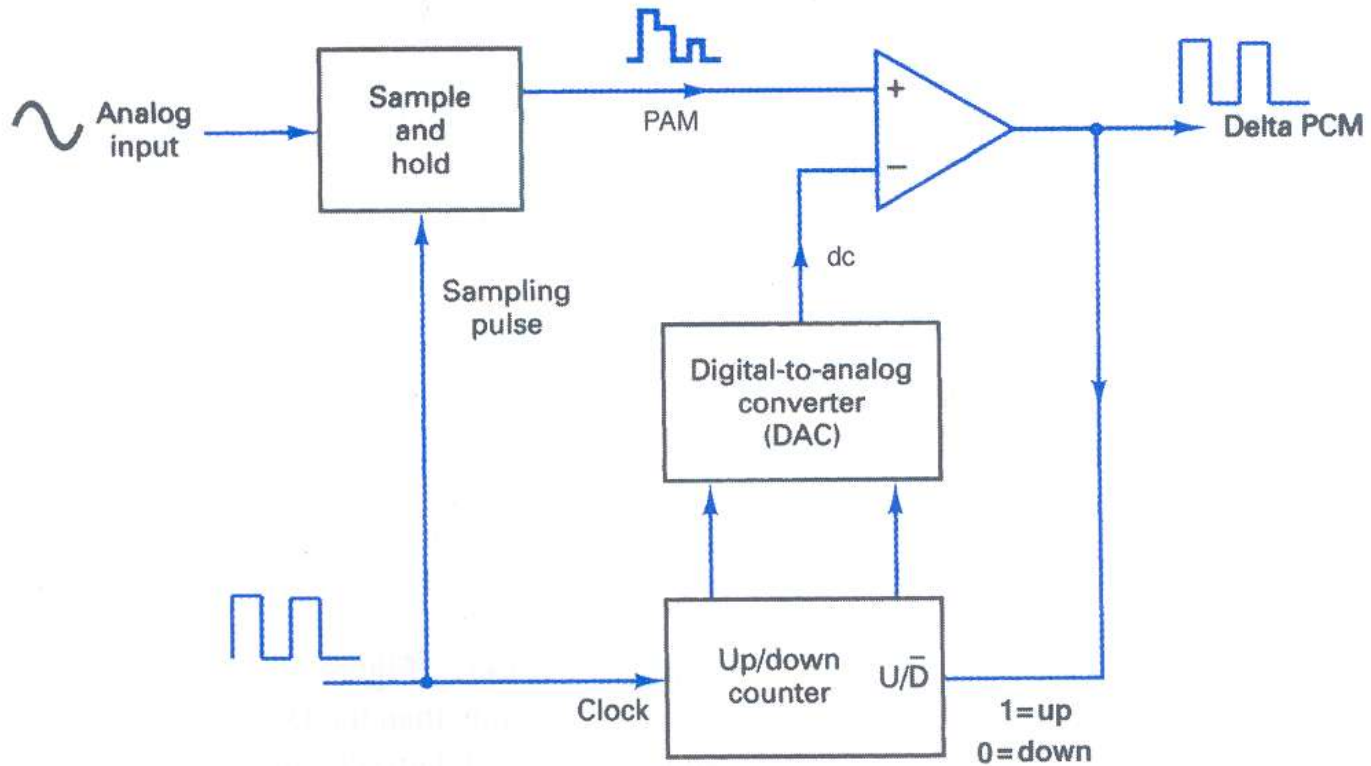 Analog
input
Sample
and
hold
PAM
+
−
Delta PCM
Sampling
pulse
dc
Digital-to-analog
converter
(DAC)
Up/down
counter
U/D̅
Clock
1=up
0=down